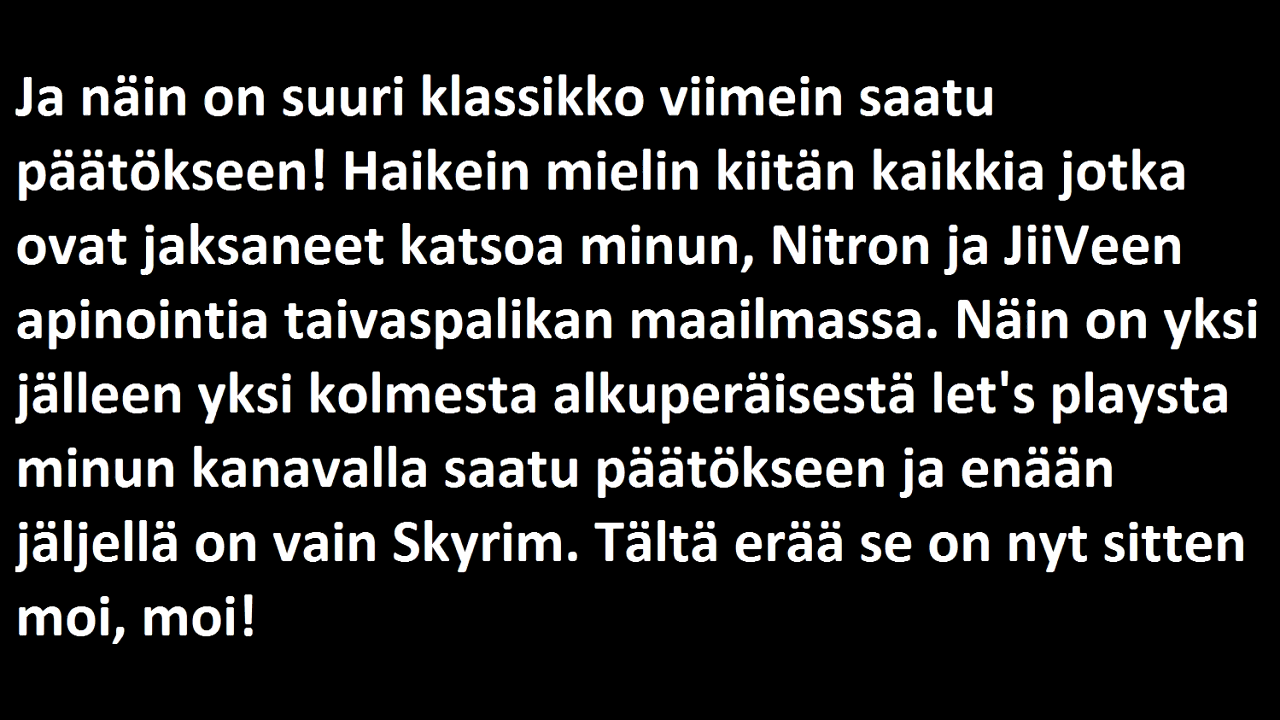 Ja näin on suuri klassikko viimein saatu
päätökseen! Haikein mielin kiitän kaikkia jotka
ovat jaksaneet katsoa minun, Nitron ja JiiVeen
apinointia taivaspalikan maailmassa. Näin on yksi
jälleen yksi kolmesta alkuperäisestä let's playsta
minun kanavalla saatu päätökseen ja enään
jäljellä on vain Skyrim. Tältä erää se on nyt sitten
moi, moi!